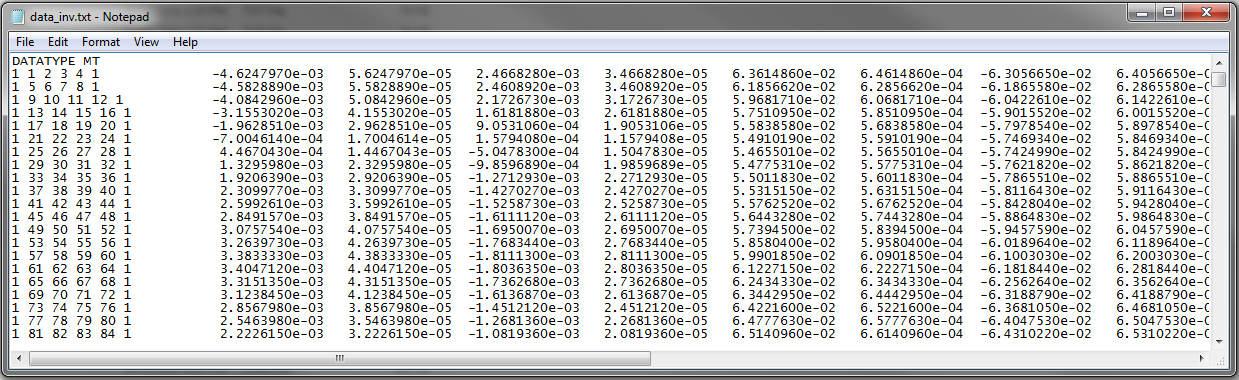 data_inv.txt - Notepad
File Edit Format View Help
DATATYPE MT
1 1 2 3 4 1 -4.6247970e-03 5.6247970e-05 2.4668280e-03 3.4668280e-05 6.3614860e-02 6.4614860e-04 -6.3056650e-02 6.4056650e-0
1 5 6 7 8 1 -4.5828890e-03 5.5828890e-05 2.4608920e-03 3.4608920e-05 6.1856620e-02 6.2856620e-04 -6.1865580e-02 6.2865580e-0
1 9 10 11 12 1 -4.0842960e-03 5.0842960e-05 2.1726730e-03 3.1726730e-05 5.9681710e-02 6.0681710e-04 -6.0422610e-02 6.1422610e-0
1 13 14 15 16 1 -3.1553020e-03 4.1553020e-05 1.6181880e-03 2.6181880e-05 5.7510950e-02 5.8510950e-04 -5.9015520e-02 6.0015520e-0
1 17 18 19 20 1 -1.9628510e-03 2.9628510e-05 9.0531060e-04 1.9053106e-05 5.5838580e-02 5.6838580e-04 -5.7978540e-02 5.8978540e-0
1 21 22 23 24 1 -7.0046140e-04 1.7004614e-05 1.5794080e-04 1.1579408e-05 5.4910190e-02 5.5910190e-04 -5.7469340e-02 5.8469340e-0
1 25 26 27 28 1 4.4670430e-04 1.4467043e-05 -5.0478300e-04 1.5047830e-05 5.4655010e-02 5.5655010e-04 -5.7424990e-02 5.8424990e-0
1 29 30 31 32 1 1.3295980e-03 2.3295980e-05 -9.8596890e-04 1.9859689e-05 5.4775310e-02 5.5775310e-04 -5.7621820e-02 5.8621820e-0
1 33 34 35 36 1 1.9206390e-03 2.9206390e-05 -1.2712930e-03 2.2712930e-05 5.5011830e-02 5.6011830e-04 -5.7865510e-02 5.8865510e-0
1 37 38 39 40 1 2.3099770e-03 3.3099770e-05 -1.4270270e-03 2.4270270e-05 5.5315150e-02 5.6315150e-04 -5.8116430e-02 5.9116430e-0
1 41 42 43 44 1 2.5992610e-03 3.5992610e-05 -1.5258730e-03 2.5258730e-05 5.5762520e-02 5.6762520e-04 -5.8428040e-02 5.9428040e-0
1 45 46 47 48 1 2.8491570e-03 3.8491570e-05 -1.6111120e-03 2.6111120e-05 5.6443280e-02 5.7443280e-04 -5.8864830e-02 5.9864830e-0
1 49 50 51 52 1 3.0757540e-03 4.0757540e-05 -1.6950070e-03 2.6950070e-05 5.7394500e-02 5.8394500e-04 -5.9457590e-02 6.0457590e-0
1 53 54 55 56 1 3.2639730e-03 4.2639730e-05 -1.7683440e-03 2.7683440e-05 5.8580400e-02 5.9580400e-04 -6.0189640e-02 6.1189640e-0
1 57 58 59 60 1 3.3833330e-03 4.3833330e-05 -1.8111300e-03 2.8111300e-05 5.9901850e-02 6.0901850e-04 -6.1003030e-02 6.2003030e-0
1 61 62 63 64 1 3.4047120e-03 4.4047120e-05 -1.8036350e-03 2.8036350e-05 6.1227150e-02 6.2227150e-04 -6.1818440e-02 6.2818440e-0
1 65 66 67 68 1 3.3151350e-03 4.3151350e-05 -1.7362680e-03 2.7362680e-05 6.2434330e-02 6.3434330e-04 -6.2562640e-02 6.3562640e-0
1 69 70 71 72 1 3.1238450e-03 4.1238450e-05 -1.6136870e-03 2.6136870e-05 6.3442950e-02 6.4442950e-04 -6.3188790e-02 6.4188790e-0
1 73 74 75 76 1 2.8567980e-03 3.8567980e-05 -1.4512120e-03 2.4512120e-05 6.4221600e-02 6.5221600e-04 -6.3681050e-02 6.4681050e-0
1 77 78 79 80 1 2.5463980e-03 3.5463980e-05 -1.2681360e-03 2.2681360e-05 6.4777630e-02 6.5777630e-04 -6.4047530e-02 6.5047530e-0
1 81 82 83 84 1 2.2226150e-03 3.2226150e-05 -1.0819360e-03 2.0819360e-05 6.5140960e-02 6.6140960e-04 -6.4310220e-02 6.5310220e-0